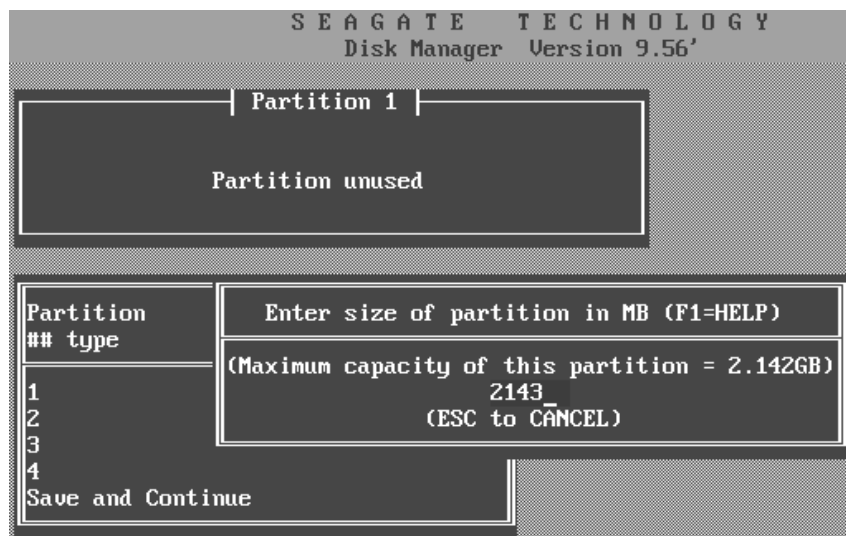 S E A G A T E   T E C H N O L O G Y
Disk Manager Version 9.56'
Partition 1
Partition unused
Partition
## type
1
2
3
4
Save and Continue
Enter size of partition in MB (F1=HELP)
(Maximum capacity of this partition = 2.142GB)
2143_
(ESC to CANCEL)